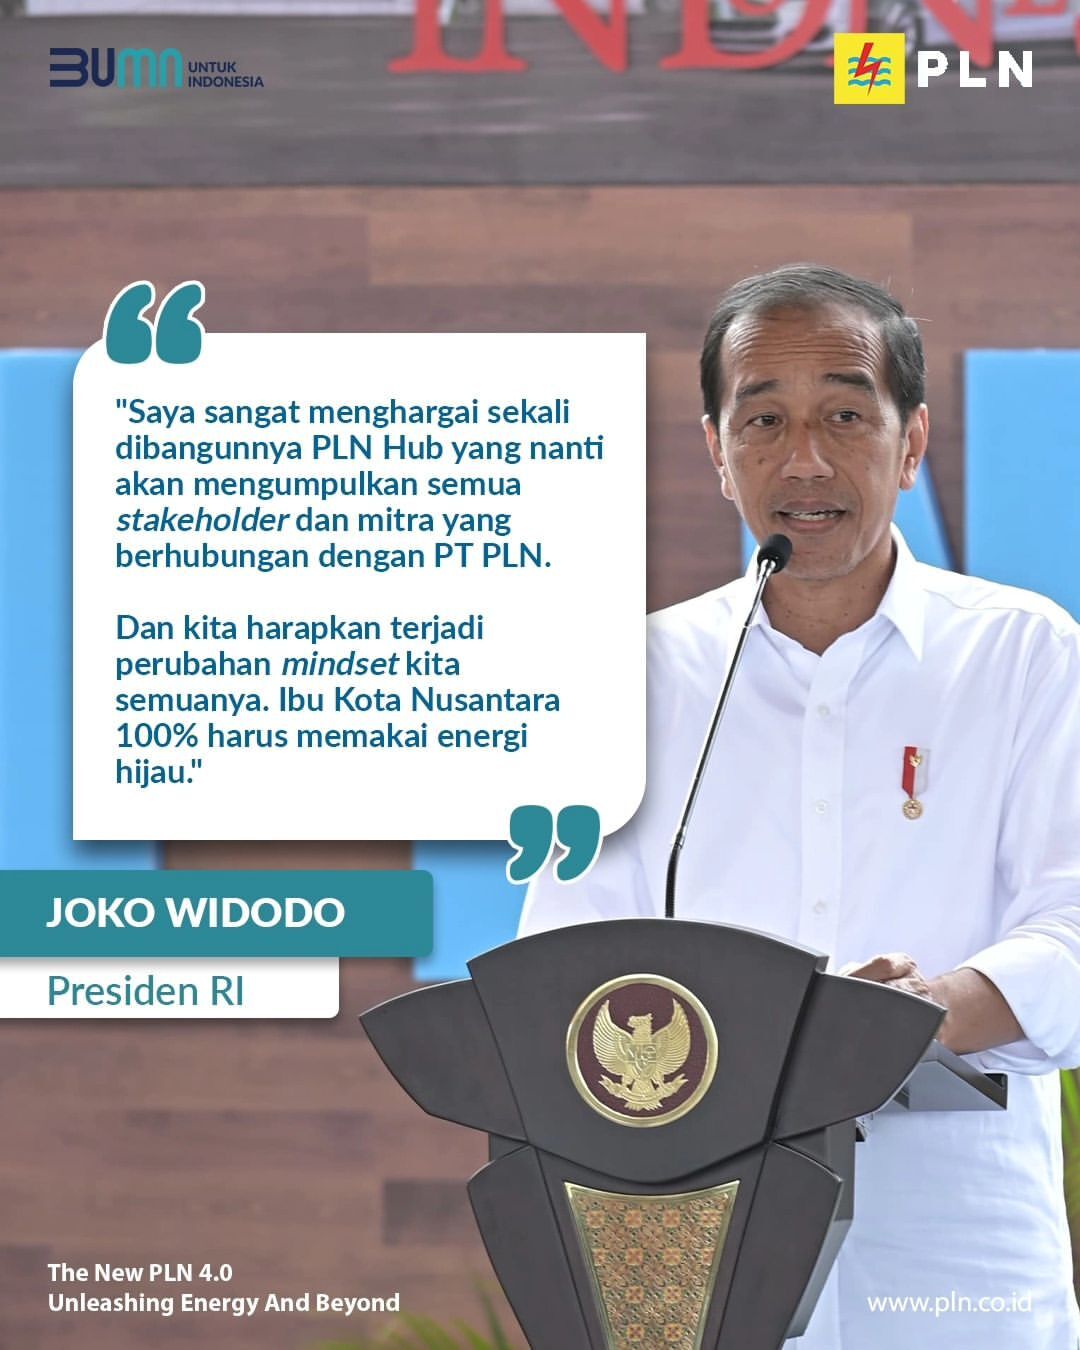 BUMN UNTUK
INDONESIA
PLN
"Saya sangat menghargai sekali
dibangunnya PLN Hub yang nanti
akan mengumpulkan semua
stakeholder dan mitra yang
berhubungan dengan PT PLN.
Dan kita harapkan terjadi
perubahan mindset kita
semuanya. Ibu Kota Nusantara
100% harus memakai energi
hijau."
JOKO WIDODO
Presiden RI
The New PLN 4.0
Unleashing Energy And Beyond
www.pln.co.id